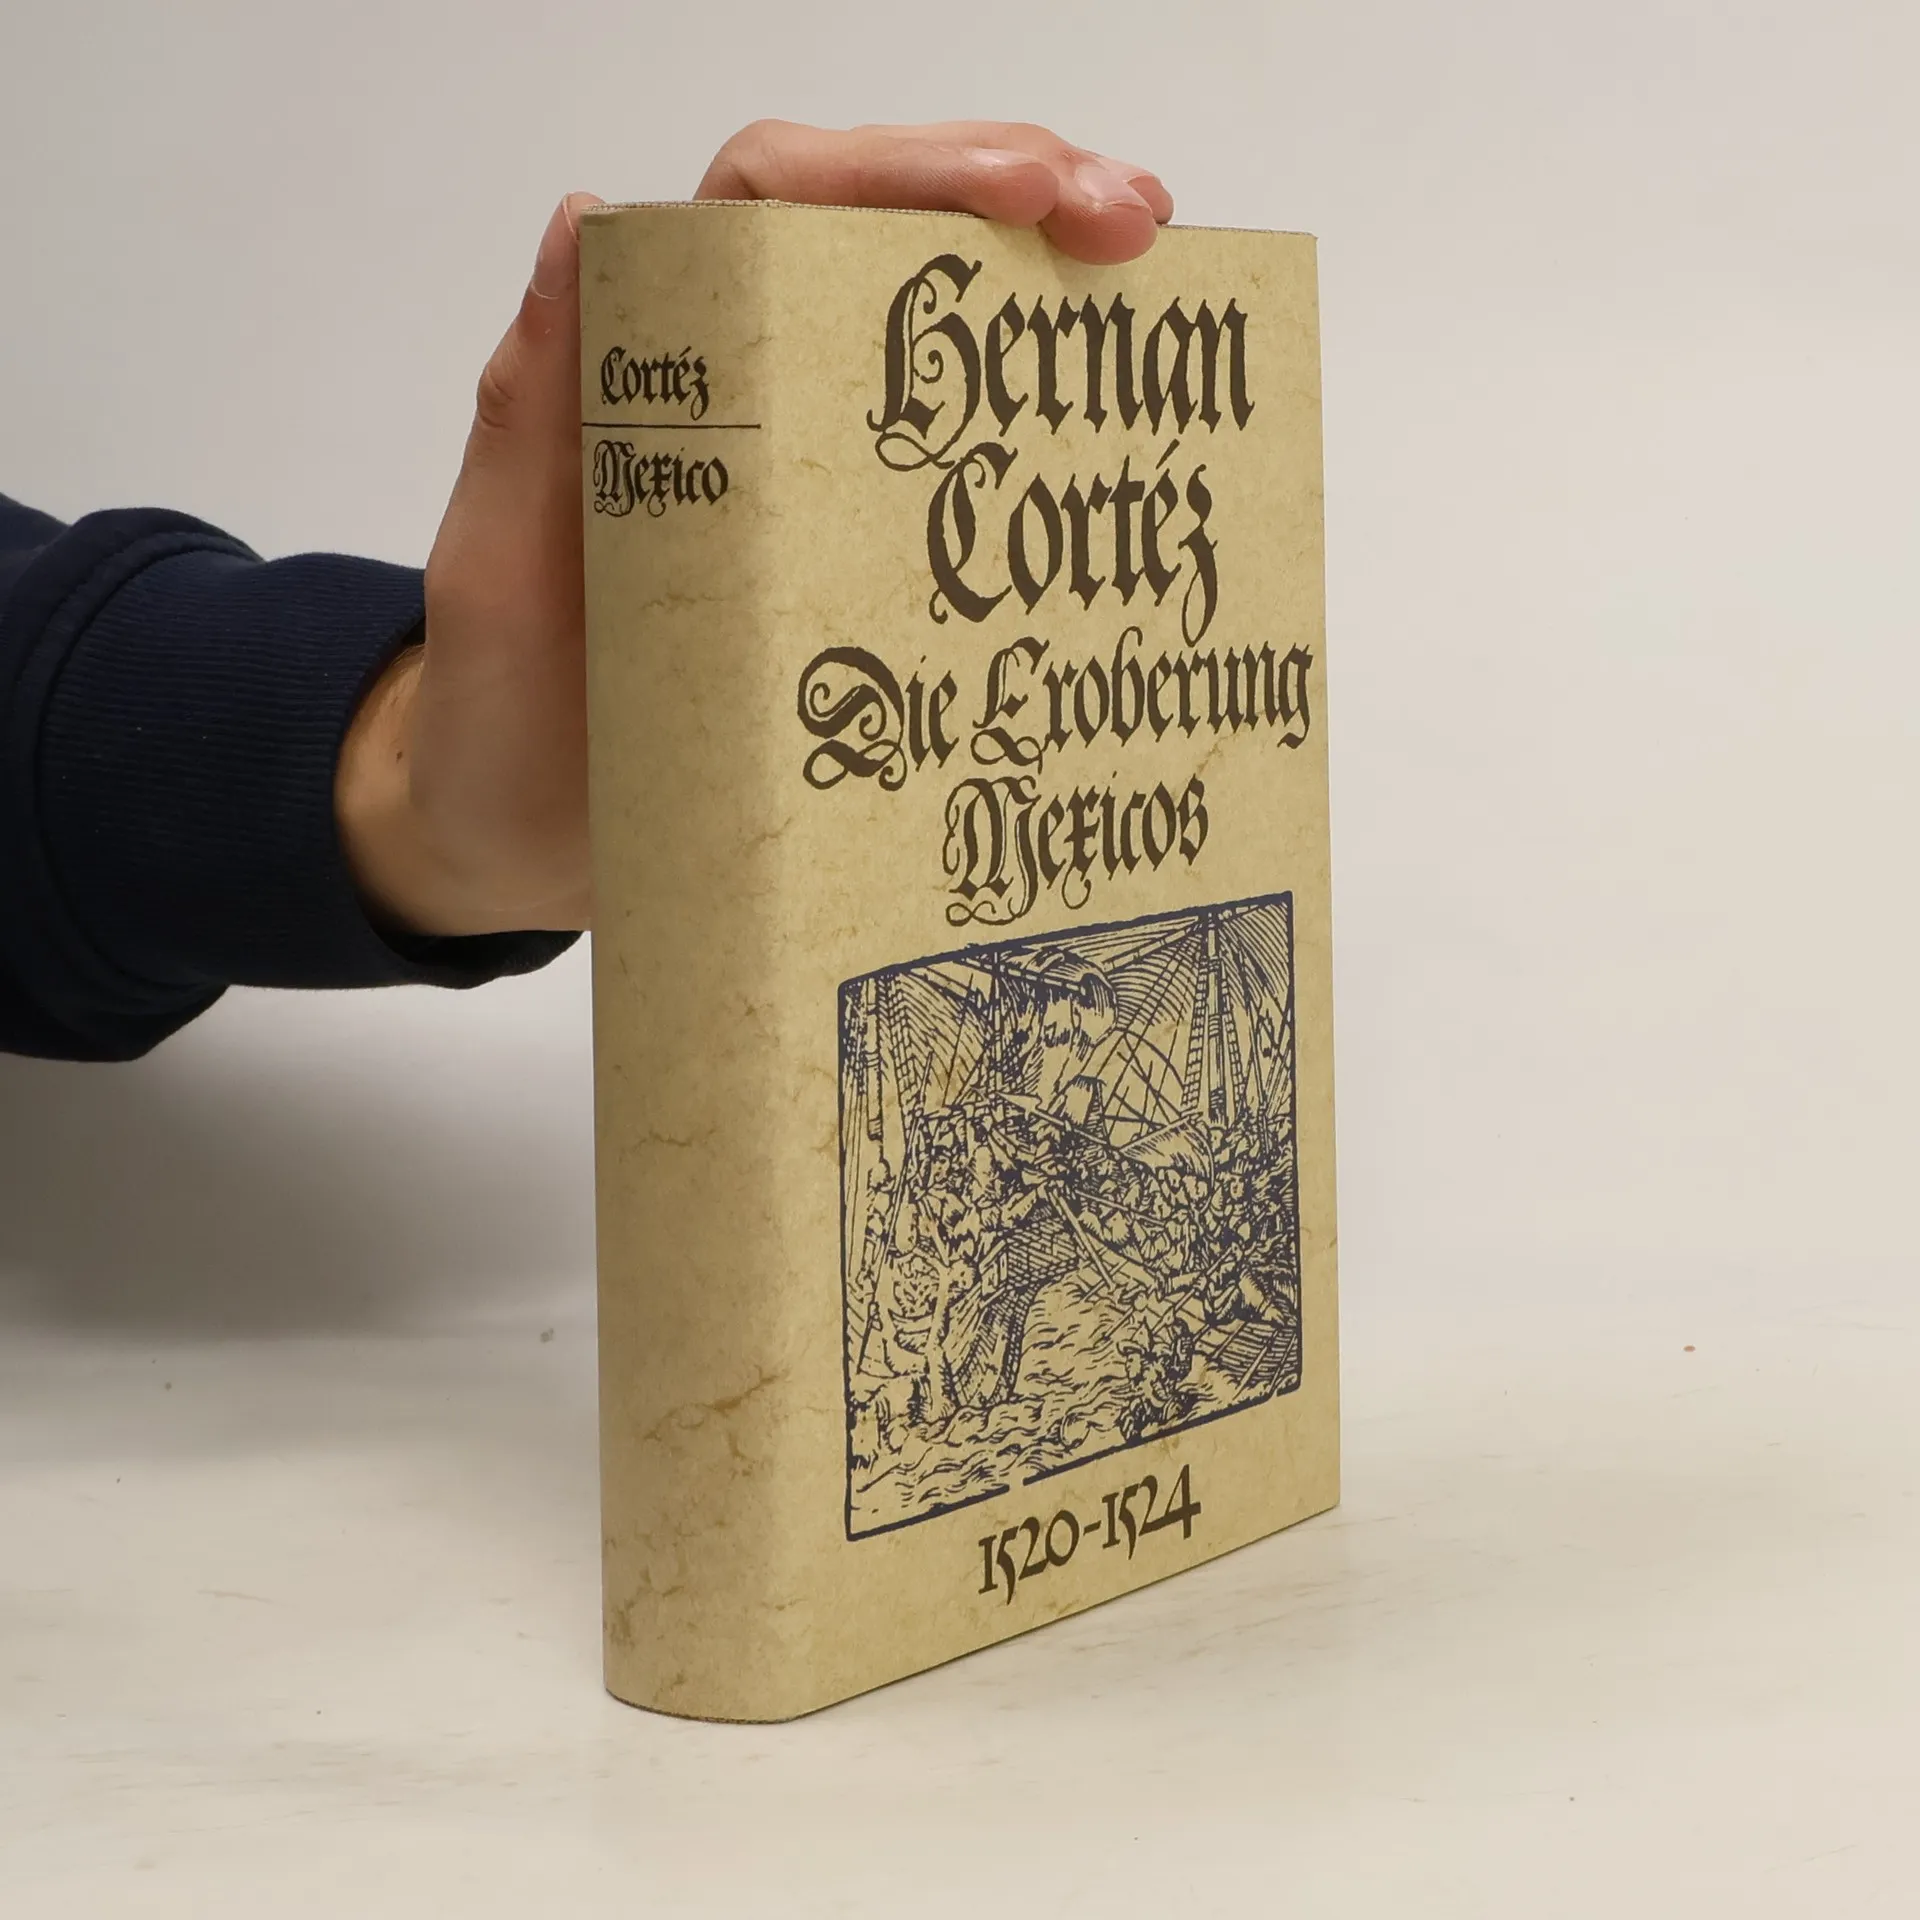 Cortéz
Mexico
Hernan
Cortéz
Die Eroberung
Mexicos
1520-1524